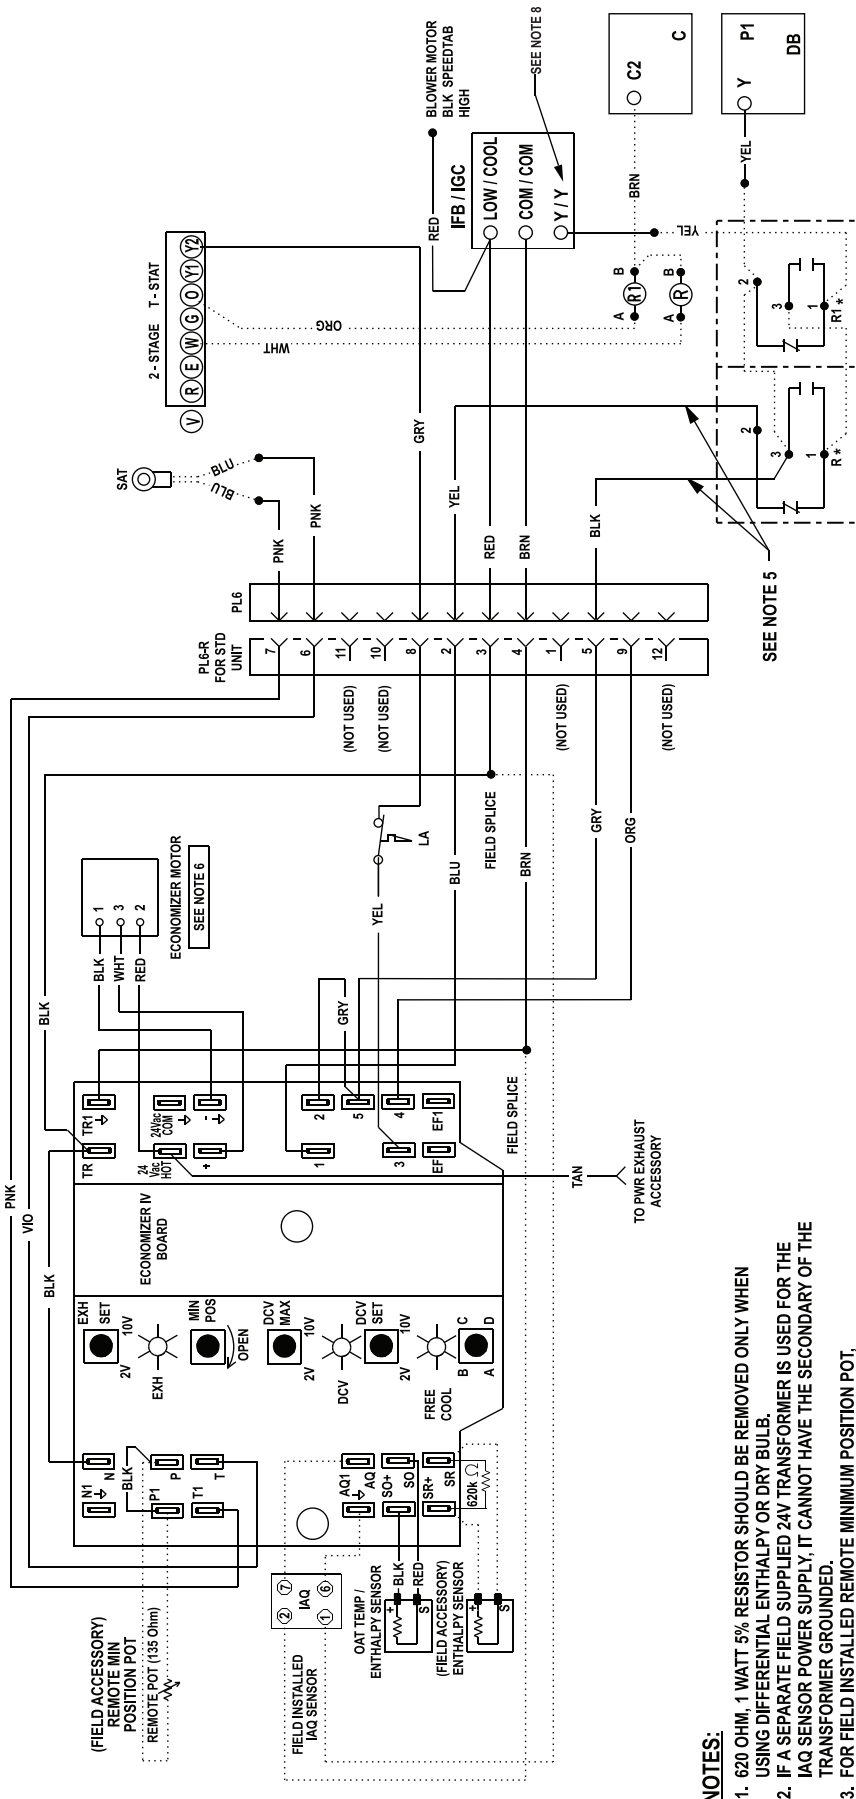 (FIELD ACCESSORY)
REMOTE MIN
POSITION POT
REMOTE POT (135 Ohm)
FIELD INSTALLED
IAQ SENSOR
2
7
IAQ
1
6
OAT TEMP /
ENTHALPY SENSOR
+
S
BLK
RED
(FIELD ACCESSORY)
ENTHALPY SENSOR
+
S
620k Ω
PNK
VIO
BLK
BLK
BLK
N1
N
P1
P
T1
T
AQ1
AQ
SO+
SO
SR+
SR
EXH
SET
2V
10V
EXH
MIN
POS
OPEN
DCV
MAX
2V
10V
DCV
DCV
SET
2V
10V
FREE
COOL
B
C
A
D
ECONOMIZER IV
BOARD
TR
TR1
24
Vac
HOT
24Vac
COM
+
-
1
2
5
3
4
EF
EF1
TAN
TO PWR EXHAUST
ACCESSORY
BLK
WHT
RED
1
3
2
ECONOMIZER MOTOR
SEE NOTE 6
GRY
YEL
LA
BLU
FIELD SPLICE
BRN
FIELD SPLICE
GRY
ORG
PL6-R
FOR STD
UNIT
PL6
7
6
11
10
8
2
3
4
1
5
9
12
(NOT USED)
(NOT USED)
(NOT USED)
(NOT USED)
PNK
PNK
GRY
YEL
RED
BRN
BLK
SAT
BLU
BLU
2 - STAGE T - STAT
V
R
E
W
G
O
Y1
Y2
WHT
ORG
RED
BLOWER MOTOR
BLK SPEEDTAB
HIGH
IFB / IGC
LOW / COOL
COM / COM
Y / Y
SEE NOTE 8
A
R1
B
A
R
B
BRN
YEL
C2
C
Y
P1
DB
YEL
2
3
1
R1 *
2
3
1
R *
SEE NOTE 5
NOTES:
1. 620 OHM, 1 WATT 5% RESISTOR SHOULD BE REMOVED ONLY WHEN
USING DIFFERENTIAL ENTHALPY OR DRY BULB.
2. IF A SEPARATE FIELD SUPPLIED 24V TRANSFORMER IS USED FOR THE
IAQ SENSOR POWER SUPPLY, IT CANNOT HAVE THE SECONDARY OF THE
TRANSFORMER GROUNDED.
3. FOR FIELD INSTALLED REMOTE MINIMUM POSITION POT,